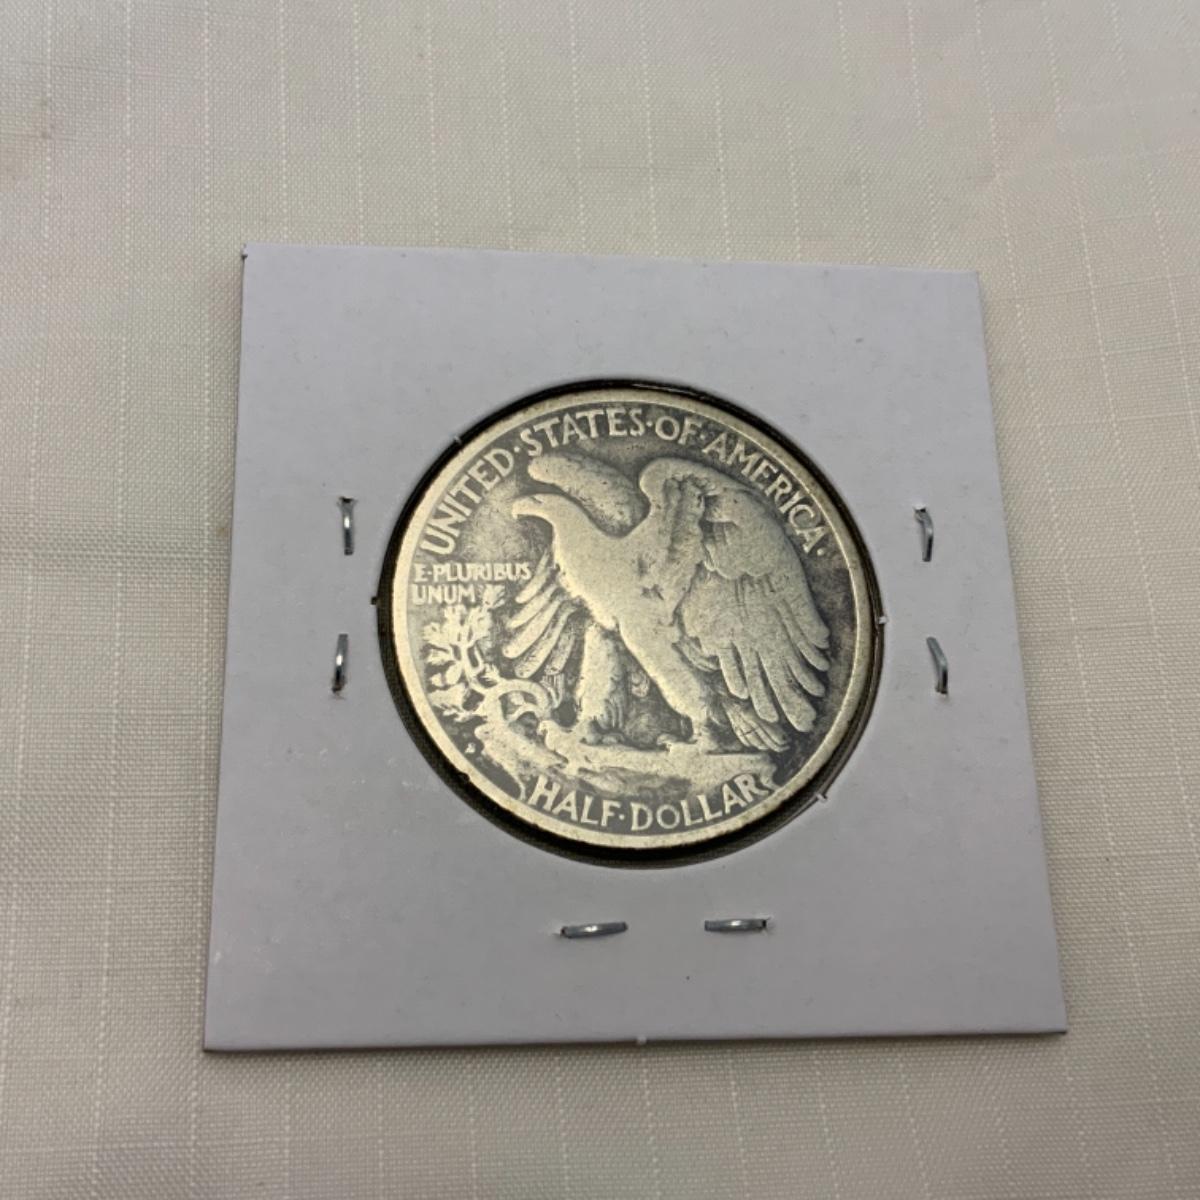 UNITED·STATES·OF·AMERICA·
E·PLURIBUS
UNUM
HALF·DOLLAR